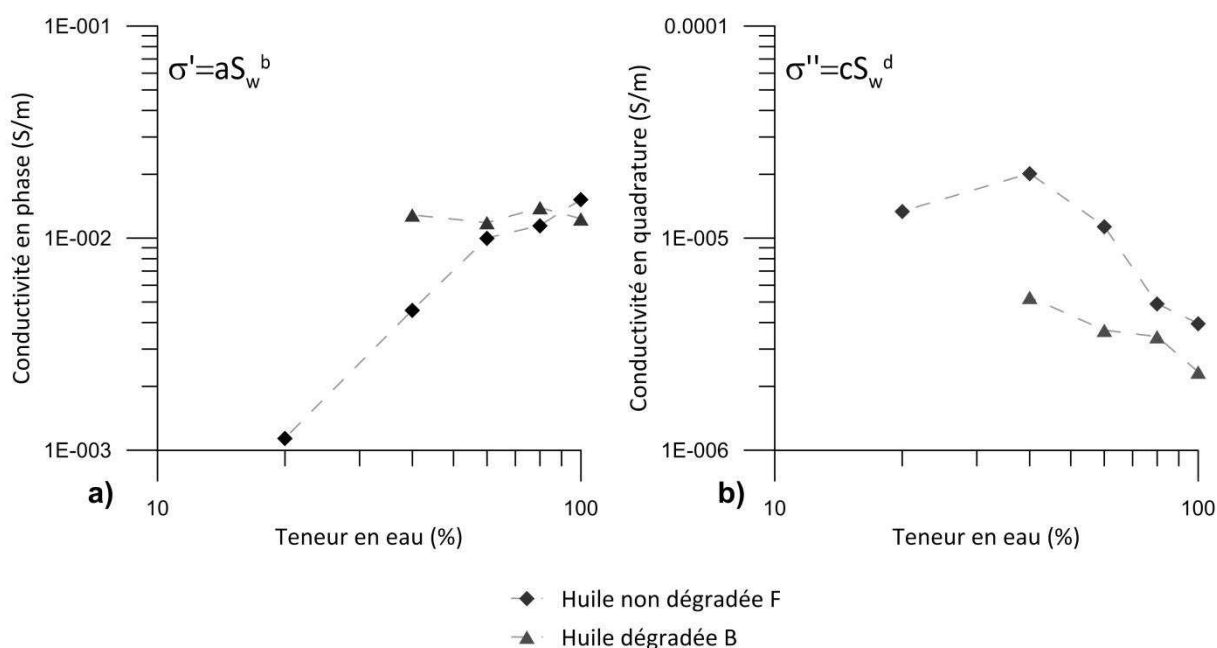 1E-001
σ'=aS_w^b
1E-002
1E-003
Conductivité en phase (S/m)
10
100
Teneur en eau (%)
a)
0.0001
σ''=cS_w^d
1E-005
1E-006
Conductivité en quadrature (S/m)
10
100
Teneur en eau (%)
b)
Huile non dégradée F
Huile dégradée B